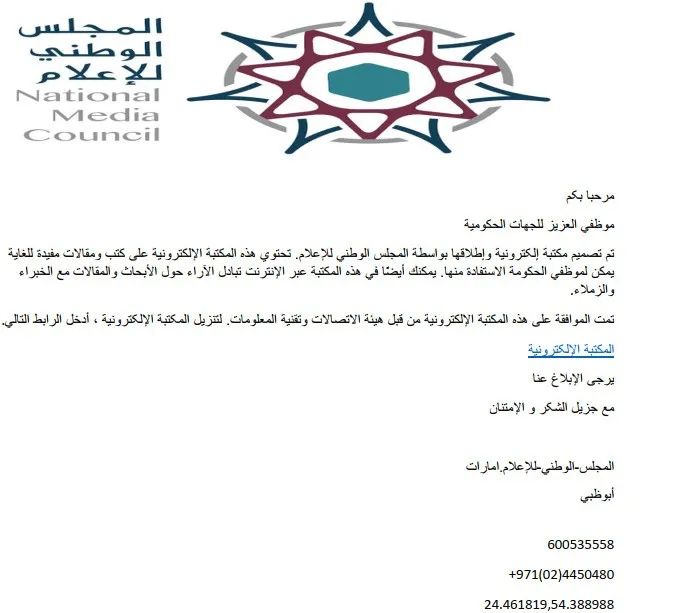 المجلس
الوطني
للإعلام
National
Media
Council
مرحبا بكم
موظفي العزيز للجهات الحكومية
تم تصميم مكتبة إلكترونية وإطلاقها بواسطة المجلس الوطني للإعلام. تحتوي هذه المكتبة الإلكترونية على كتب ومقالات مفيدة للغاية
يمكن لموظفي الحكومة الاستفادة منها. يمكنك أيضًا في هذه المكتبة عبر الإنترنت تبادل الآراء حول الأبحاث والمقالات مع الخبراء
والزملاء.
تمت الموافقة على هذه المكتبة الإلكترونية من قبل هيئة الاتصالات وتقنية المعلومات. لتنزيل المكتبة الإلكترونية ، أدخل الرابط التالي.
المكتبة الإلكترونية
يرجى الإبلاغ عنا
مع جزيل الشكر و الإمتنان
المجلس-الوطني-للإعلام.امارات
أبوظبي
600535558
+971(02)4450480
24.461819,54.388988